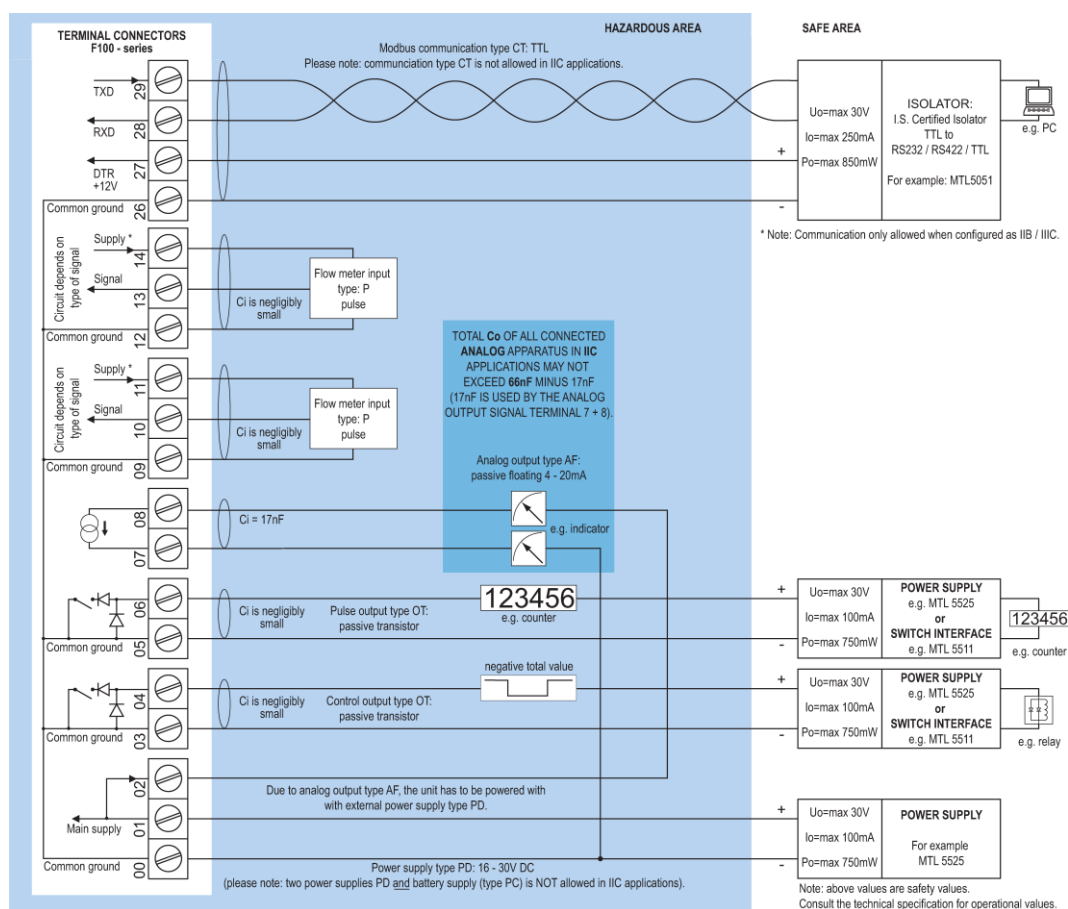 HAZARDOUS AREA
SAFE AREA
TERMINAL CONNECTORS
F100 - series
Modbus communication type CT: TTL
Please note: communciation type CT is not allowed in IIC applications.
TXD
29
RXD
28
DTR
+12V
27
Common ground
26
+
-
Uo=max 30V
Io=max 250mA
Po=max 850mW
ISOLATOR:
I.S. Certified Isolator
TTL to
RS232 / RS422 / TTL
For example: MTL5051
e.g. PC
* Note: Communication only allowed when configured as IIB / IIIC.
Circuit depends on
type of signal
Supply *
14
Signal
13
Common ground
12
Ci is negligibly
small
Flow meter input
type: P
pulse
Circuit depends on
type of signal
Supply *
11
Signal
10
Common ground
09
Ci is negligibly
small
Flow meter input
type: P
pulse
TOTAL Co OF ALL CONNECTED
ANALOG APPARATUS IN IIC
APPLICATIONS MAY NOT
EXCEED 66nF MINUS 17nF
(17nF IS USED BY THE ANALOG
OUTPUT SIGNAL TERMINAL 7 + 8).
Analog output type AF:
passive floating 4 - 20mA
e.g. indicator
08
07
Ci = 17nF
06
Common ground
05
Ci is negligibly
small
Pulse output type OT:
passive transistor
123456
e.g. counter
+
-
Uo=max 30V
Io=max 100mA
Po=max 750mW
POWER SUPPLY
e.g. MTL 5525
or
SWITCH INTERFACE
e.g. MTL 5511
123456
e.g. counter
04
Common ground
03
Ci is negligibly
small
Control output type OT:
passive transistor
negative total value
+
-
Uo=max 30V
Io=max 100mA
Po=max 750mW
POWER SUPPLY
e.g. MTL 5525
or
SWITCH INTERFACE
e.g. MTL 5511
e.g. relay
02
Main supply
01
Common ground
00
Due to analog output type AF, the unit has to be powered with
with external power supply type PD.
Power supply type PD: 16 - 30V DC
(please note: two power supplies PD and battery supply (type PC) is NOT allowed in IIC applications).
+
-
Uo=max 30V
Io=max 100mA
Po=max 750mW
POWER SUPPLY
For example
MTL 5525
Note: above values are safety values.
Consult the technical specification for operational values.